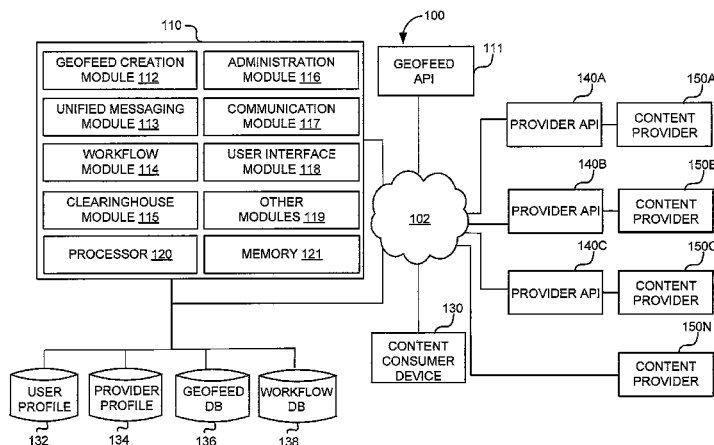 110
100
GEOFEED CREATION
MODULE 112
ADMINISTRATION
MODULE 116
GEOFEED
API
111
UNIFIED MESSAGING
MODULE 113
COMMUNICATION
MODULE 117
140A
PROVIDER API
150A
CONTENT
PROVIDER
WORKFLOW
MODULE 114
USER INTERFACE
MODULE 118
140B
PROVIDER API
150B
CONTENT
PROVIDER
CLEARINGHOUSE
MODULE 115
OTHER
MODULES 119
102
140C
PROVIDER API
150C
CONTENT
PROVIDER
PROCESSOR 120
MEMORY 121
130
CONTENT
CONSUMER
DEVICE
150N
CONTENT
PROVIDER
USER
PROFILE
PROVIDER
PROFILE
GEOFEED
DB
WORKFLOW
DB
132
134
136
138